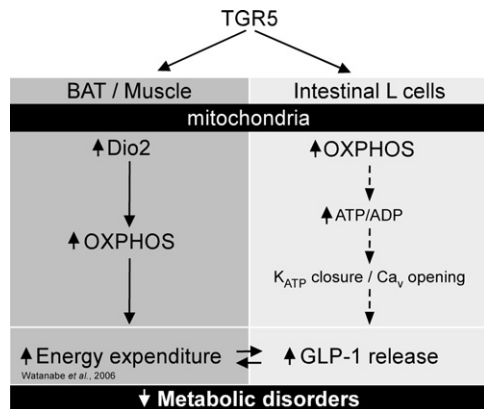 TGR5
BAT / Muscle
Intestinal L cells
mitochondria
Dio2
OXPHOS
OXPHOS
ATP/ADP
KATP closure / Cav opening
Energy expenditure
GLP-1 release
Watanabe et al., 2006
Metabolic disorders